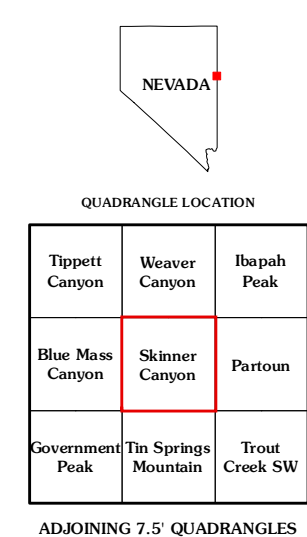 NEVADA
QUADRANGLE LOCATION
Tippett
Canyon
Weaver
Canyon
Ibapah
Peak
Blue Mass
Canyon
Skinner
Canyon
Partoun
Government
Peak
Tin Springs
Mountain
Trout
Creek SW
ADJOINING 7.5' QUADRANGLES